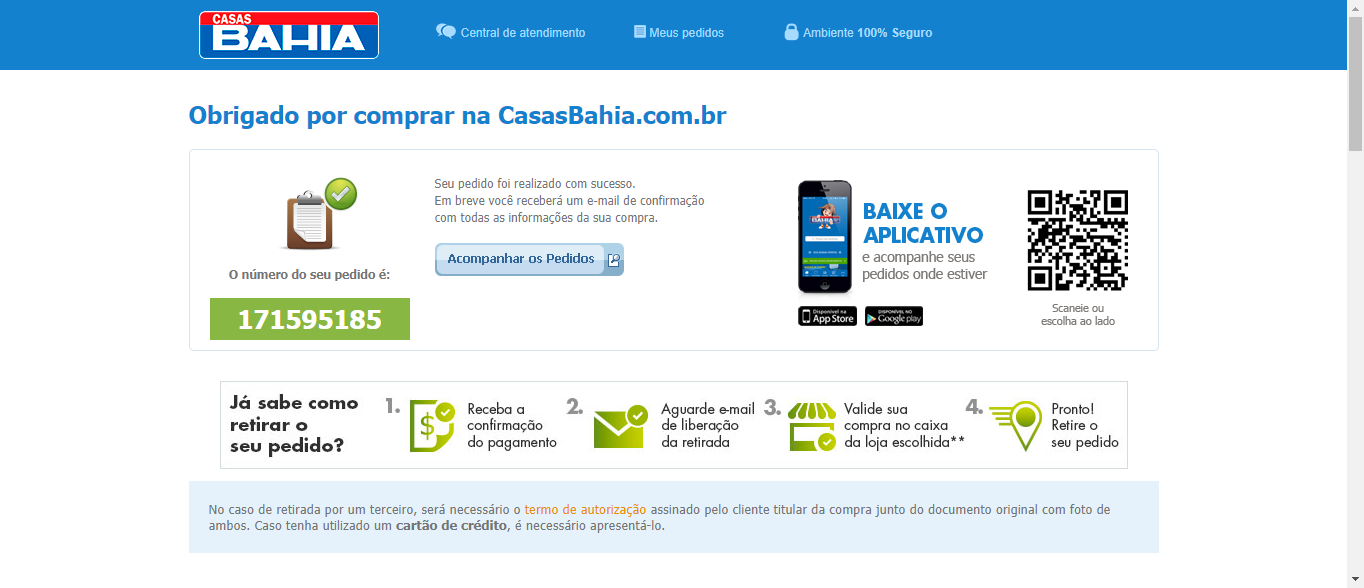 CASAS
BAHIA
Central de atendimento
Meus pedidos
Ambiente 100% Seguro
Obrigado por comprar na CasasBahia.com.br
O número do seu pedido é:
171595185
Seu pedido foi realizado com sucesso.
Em breve você receberá um e-mail de confirmação
com todas as informações da sua compra.
Acompanhar os Pedidos
BAHIA
BAIXE O
APLICATIVO
e acompanhe seus
pedidos onde estiver
Disponível na
App Store
DISPONÍVEL NO
Google play
Scaneie ou
escolha ao lado
Já sabe como
retirar o
seu pedido?
1.
$
Receba a
confirmação
do pagamento
2.
Aguarde e-mail
de liberação
da retirada
3.
Valide sua
compra no caixa
da loja escolhida**
4.
Pronto!
Retire o
seu pedido
No caso de retirada por um terceiro, será necessário o termo de autorização assinado pelo cliente titular da compra junto do documento original com foto de
ambos. Caso tenha utilizado um cartão de crédito, é necessário apresentá-lo.